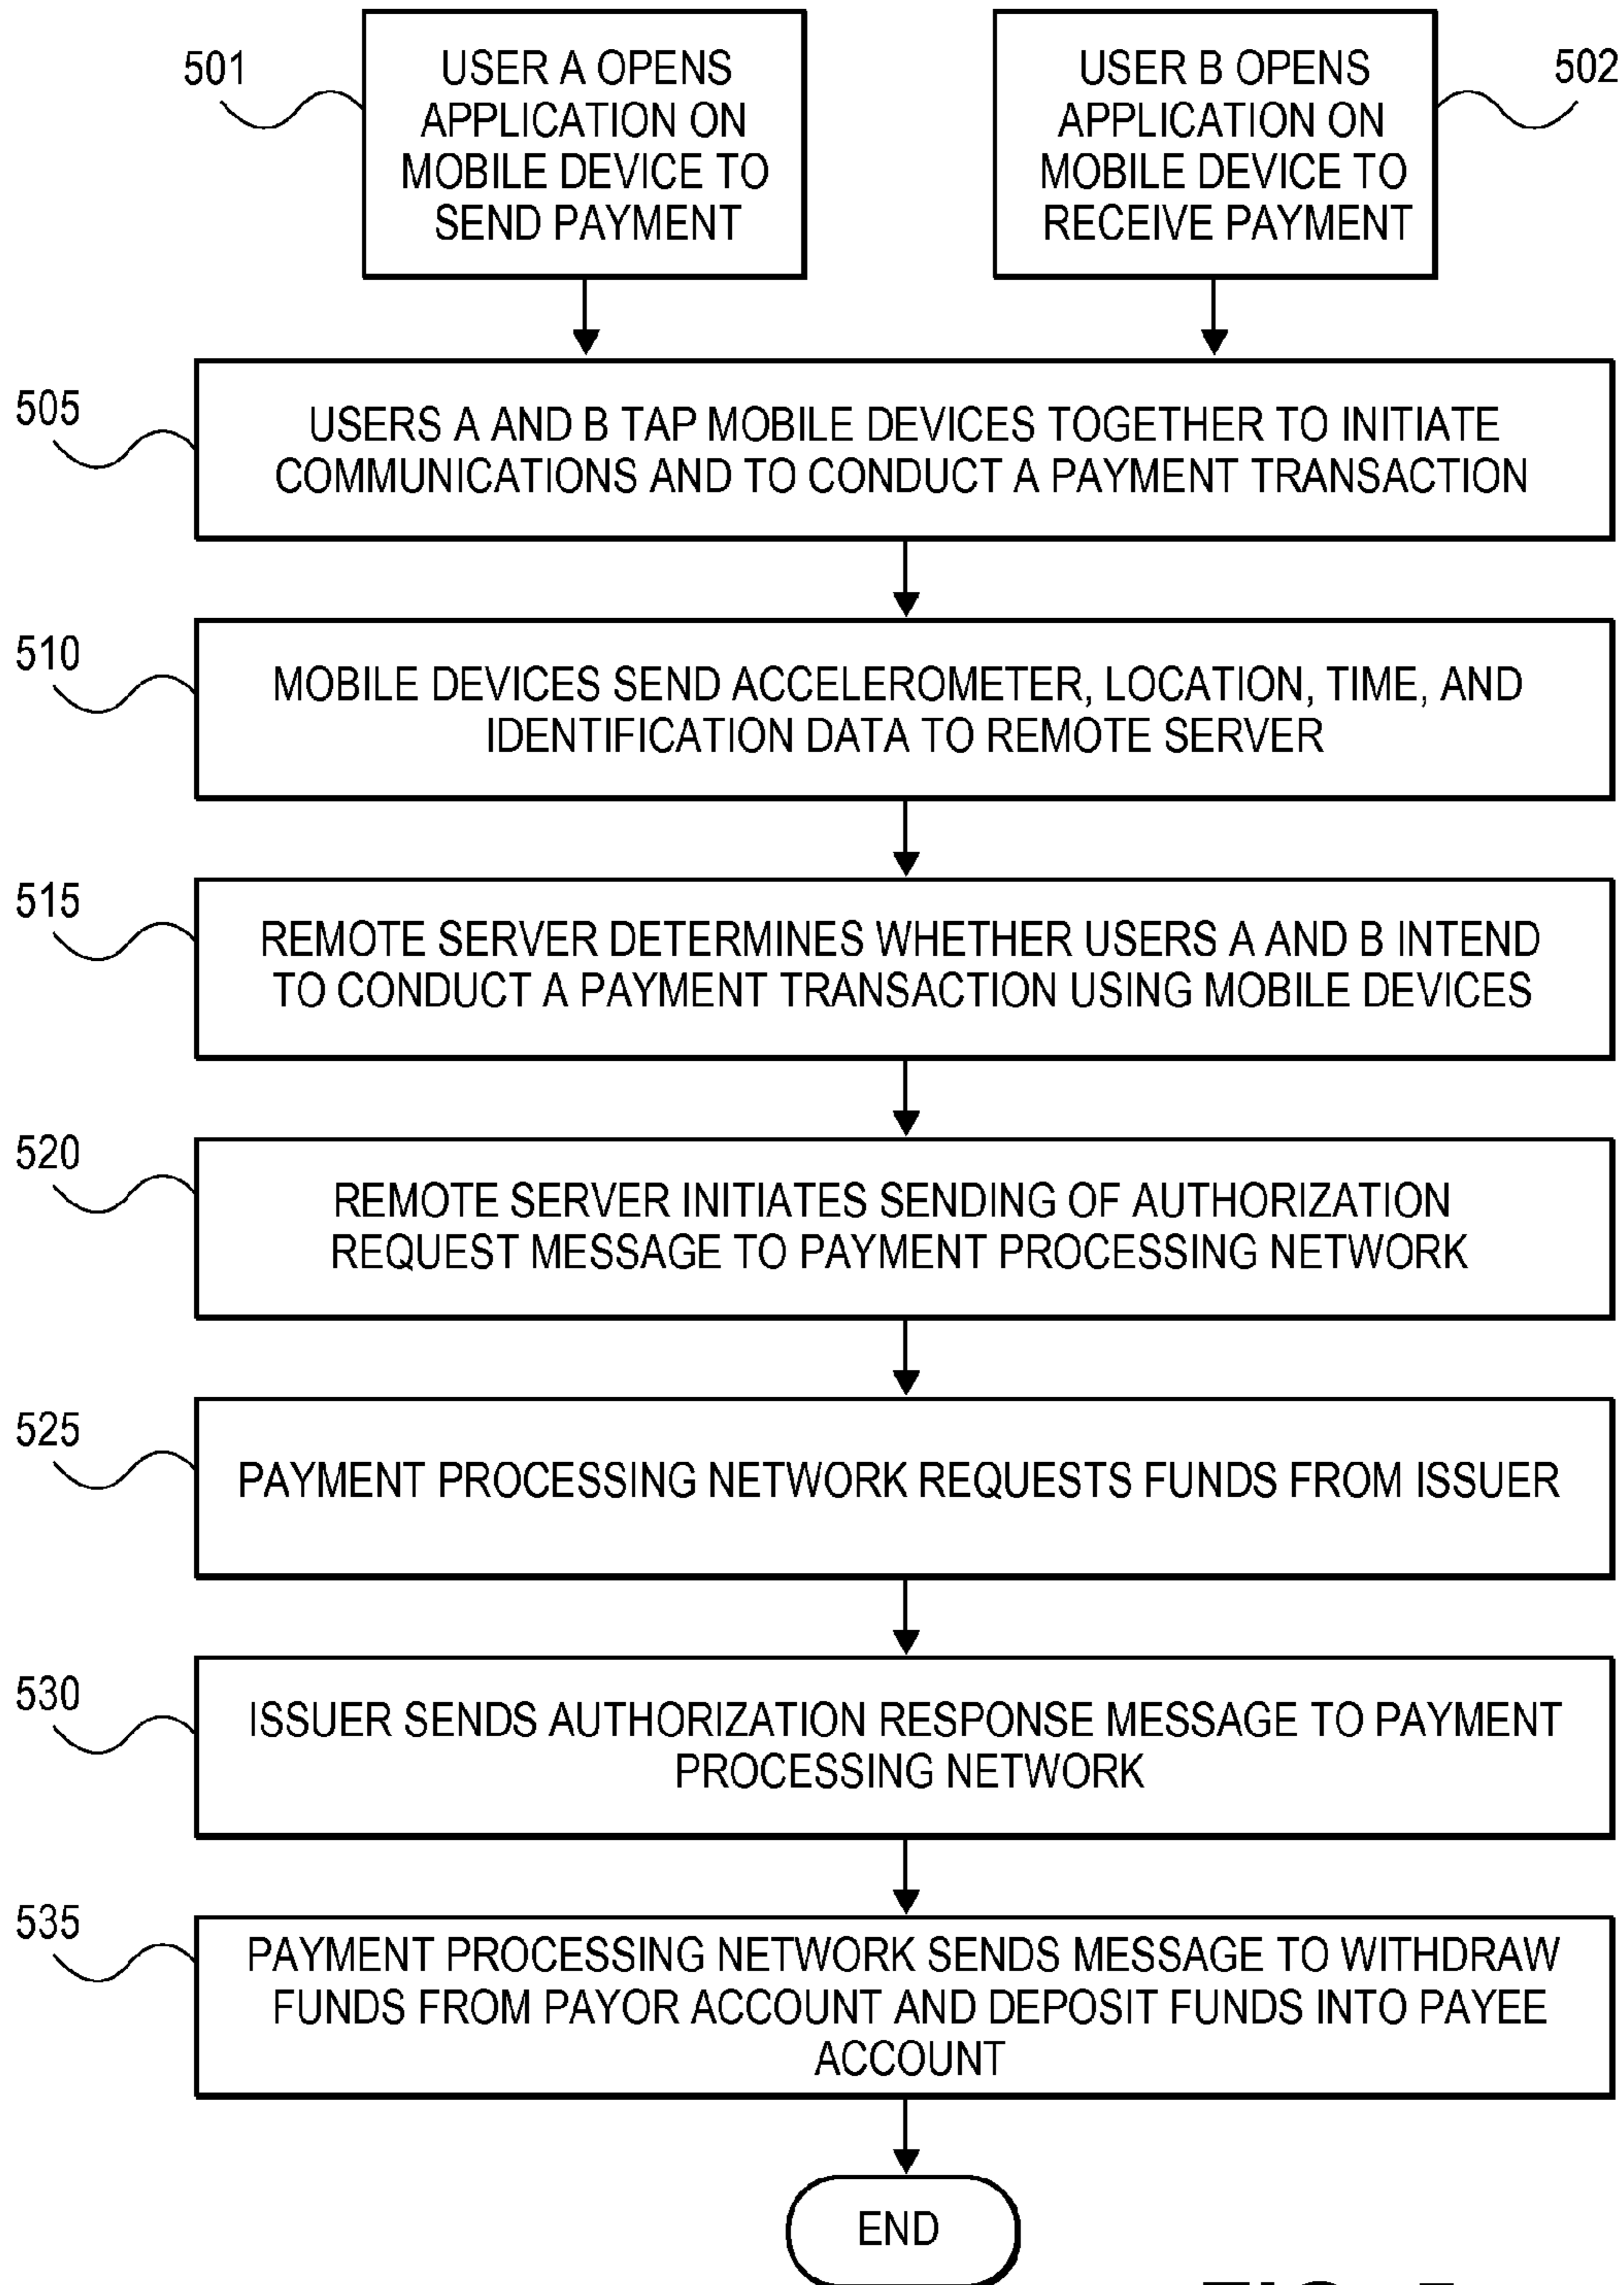 501
USER A OPENS
APPLICATION ON
MOBILE DEVICE TO
SEND PAYMENT
USER B OPENS
APPLICATION ON
MOBILE DEVICE TO
RECEIVE PAYMENT
502
505
USERS A AND B TAP MOBILE DEVICES TOGETHER TO INITIATE
COMMUNICATIONS AND TO CONDUCT A PAYMENT TRANSACTION
510
MOBILE DEVICES SEND ACCELEROMETER, LOCATION, TIME, AND
IDENTIFICATION DATA TO REMOTE SERVER
515
REMOTE SERVER DETERMINES WHETHER USERS A AND B INTEND
TO CONDUCT A PAYMENT TRANSACTION USING MOBILE DEVICES
520
REMOTE SERVER INITIATES SENDING OF AUTHORIZATION
REQUEST MESSAGE TO PAYMENT PROCESSING NETWORK
525
PAYMENT PROCESSING NETWORK REQUESTS FUNDS FROM ISSUER
530
ISSUER SENDS AUTHORIZATION RESPONSE MESSAGE TO PAYMENT
PROCESSING NETWORK
535
PAYMENT PROCESSING NETWORK SENDS MESSAGE TO WITHDRAW
FUNDS FROM PAYOR ACCOUNT AND DEPOSIT FUNDS INTO PAYEE
ACCOUNT
END